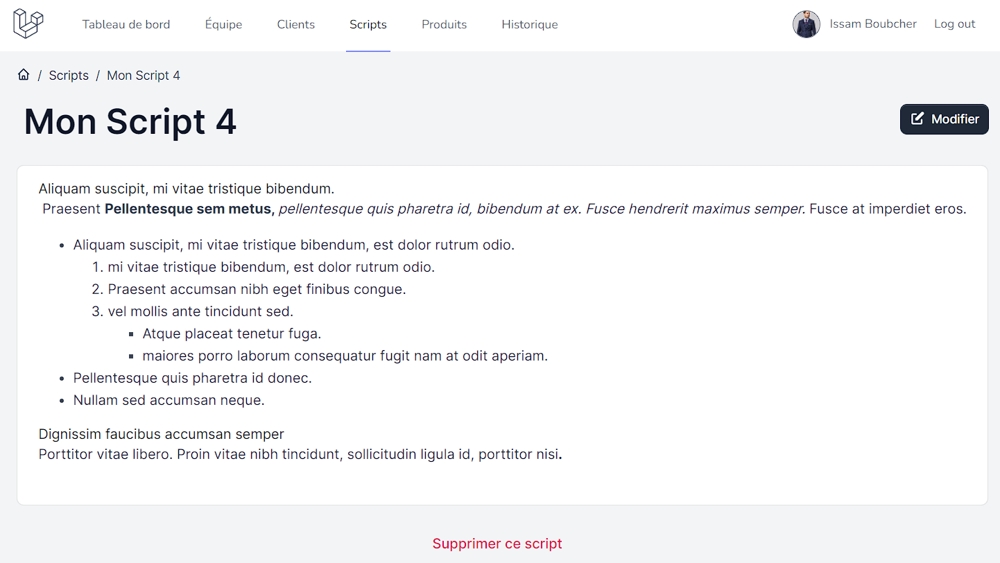 Tableau de bord Équipe Clients Scripts Produits Historique Issam Boubcher Log out
/ Scripts / Mon Script 4
Mon Script 4
Modifier
Aliquam suscipit, mi vitae tristique bibendum.
Praesent Pellentesque sem metus, pellentesque quis pharetra id, bibendum at ex. Fusce hendrerit maximus semper. Fusce at imperdiet eros.
• Aliquam suscipit, mi vitae tristique bibendum, est dolor rutrum odio.
1. mi vitae tristique bibendum, est dolor rutrum odio.
2. Praesent accumsan nibh eget finibus congue.
3. vel mollis ante tincidunt sed.
▪ Atque placeat tenetur fuga.
▪ maiores porro laborum consequatur fugit nam at odit aperiam.
• Pellentesque quis pharetra id donec.
• Nullam sed accumsan neque.
Dignissim faucibus accumsan semper
Porttitor vitae libero. Proin vitae nibh tincidunt, sollicitudin ligula id, porttitor nisi.
Supprimer ce script